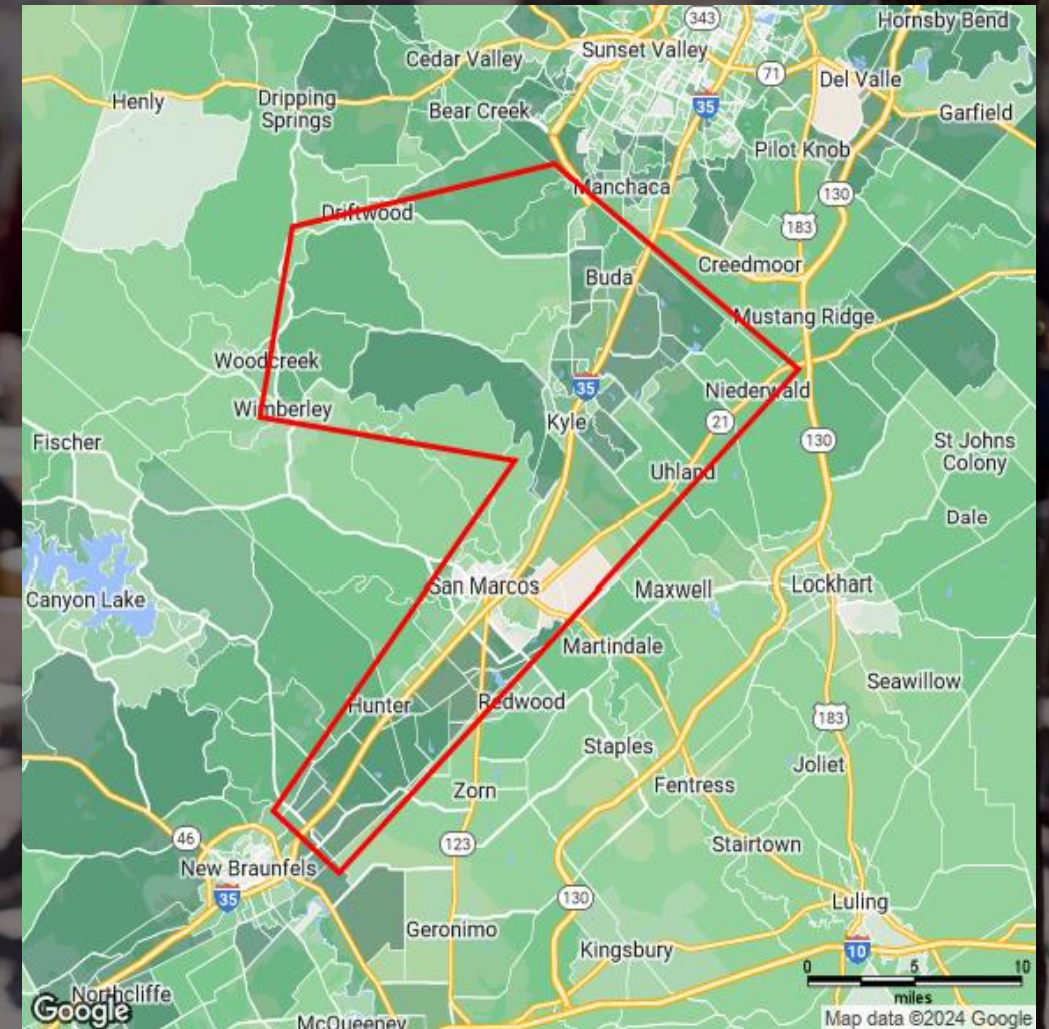 343
Hornsby Bend
Cedar Valley
Sunset Valley
71
Del Valle
Henly
Dripping
Springs
Bear Creek
35
Garfield
Pilot Knob
Manchaca
130
Driftwood
183
Creedmoor
Buda
Mustang Ridge
Woodcreek
35
Niederwald
Wimberley
Kyle
21
Fischer
130
St Johns
Colony
Uhland
Dale
San Marcos
Maxwell
Lockhart
Canyon Lake
Martindale
Seawillow
Hunter
Redwood
183
Staples
Joliet
Zorn
Fentress
46
123
Stairtown
New Braunfels
35
130
Luling
Geronimo
Kingsbury
10
0 5 10
miles
Northcliffe
Google
McQueeney
Map data ©2024 Google